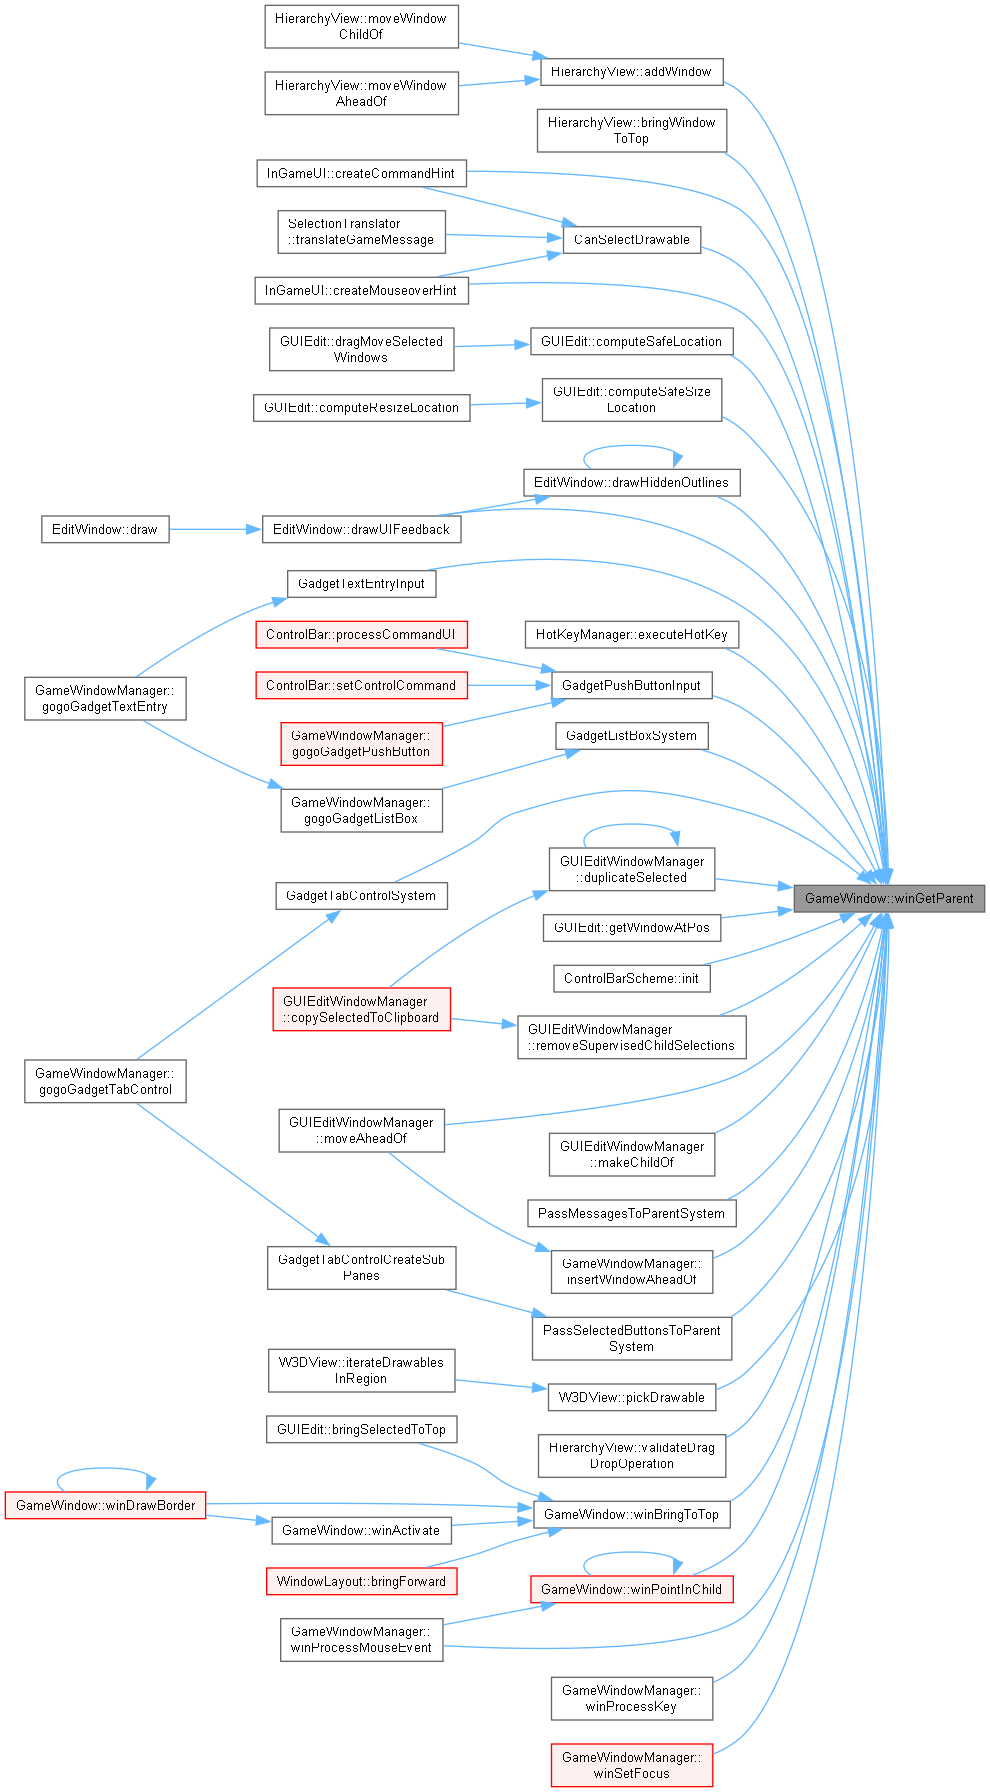 HierarchyView::moveWindow
ChildOf
HierarchyView::addWindow
HierarchyView::moveWindow
AheadOf
HierarchyView::bringWindow
ToTop
InGameUI::createCommandHint
SelectionTranslator
::translateGameMessage
CanSelectDrawable
InGameUI::createMouseoverHint
GUIEdit::dragMoveSelected
Windows
GUIEdit::computeSafeLocation
GUIEdit::computeSafeSize
Location
GUIEdit::computeResizeLocation
EditWindow::drawHiddenOutlines
EditWindow::draw
EditWindow::drawUIFeedback
GadgetTextEntryInput
ControlBar::processCommandUI
HotKeyManager::executeHotKey
ControlBar::setControlCommand
GadgetPushButtonInput
GameWindowManager::
gogoGadgetTextEntry
GameWindowManager::
gogoGadgetPushButton
GadgetListBoxSystem
GameWindowManager::
gogoGadgetListBox
GUIEditWindowManager
::duplicateSelected
GadgetTabControlSystem
GameWindow::winGetParent
GUIEdit::getWindowAtPos
ControlBarScheme::init
GUIEditWindowManager
::copySelectedToClipboard
GUIEditWindowManager
::removeSupervisedChildSelections
GameWindowManager::
gogoGadgetTabControl
GUIEditWindowManager
::moveAheadOf
GUIEditWindowManager
::makeChildOf
PassMessagesToParentSystem
GadgetTabControlCreateSub
Panes
GameWindowManager::
insertWindowAheadOf
PassSelectedButtonsToParent
System
W3DView::iterateDrawables
InRegion
W3DView::pickDrawable
GUIEdit::bringSelectedToTop
HierarchyView::validateDrag
DropOperation
GameWindow::winDrawBorder
GameWindow::winBringToTop
GameWindow::winActivate
WindowLayout::bringForward
GameWindow::winPointInChild
GameWindowManager::
winProcessMouseEvent
GameWindowManager::
winProcessKey
GameWindowManager::
winSetFocus